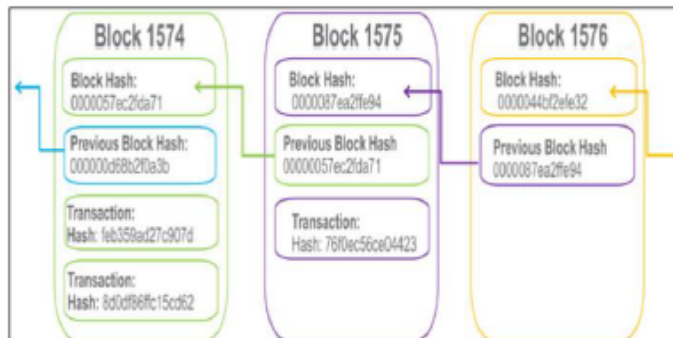 Block 1574
Block Hash:
0000057ec2fda71
Previous Block Hash:
000000d68b2f0a3b
Transaction:
Hash: feb359ad27c907d
Transaction:
Hash: 8d0df86ffc15cd62
Block 1575
Block Hash:
0000087ea2ffe94
Previous Block Hash
00000057ec2fda71
Transaction:
Hash: 76f0ec56ce04423
Block 1576
Block Hash:
0000044bf2efe32
Previous Block Hash
0000087ea2ffe94